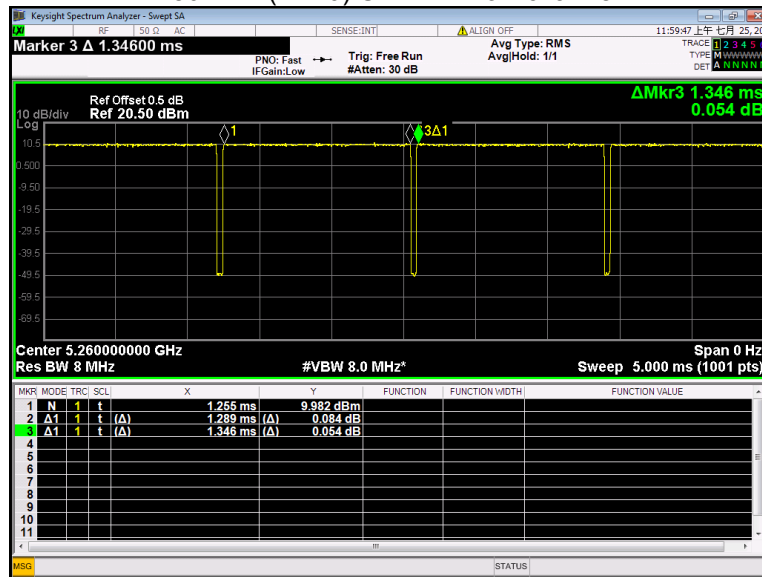 Keysight Spectrum Analyzer - Swept SA
RF 50 Ω AC SENSE:INT ALIGN OFF 11:59:47 上午 七月 25, 20
Marker 3 Δ 1.34600 ms
PNO: Fast Trig: Free Run Avg Type: RMS TRACE 1 2 3 4 5
IFGain:Low #Atten: 30 dB Avg|Hold: 1/1 TYPE M
DET A N N N N
ΔMkr3 1.346 ms
0.054 dB
Ref Offset 0.5 dB
10 dB/div Ref 20.50 dBm
Log
1 3Δ1
10.5
0.500
-9.50
-19.5
-29.5
-39.5
-49.5
-59.5
-69.5
Center 5.260000000 GHz Span 0 Hz
Res BW 8 MHz #VBW 8.0 MHz* Sweep 5.000 ms (1001 pts)
MKR MODE TRC SCL X Y FUNCTION FUNCTION WIDTH FUNCTION VALUE
1 N 1 t 1.255 ms 9.982 dBm
2 Δ1 1 t (Δ) 1.289 ms (Δ) 0.084 dB
3 Δ1 1 t (Δ) 1.346 ms (Δ) 0.054 dB
4
5
6
7
8
9
10
11
MSG STATUS